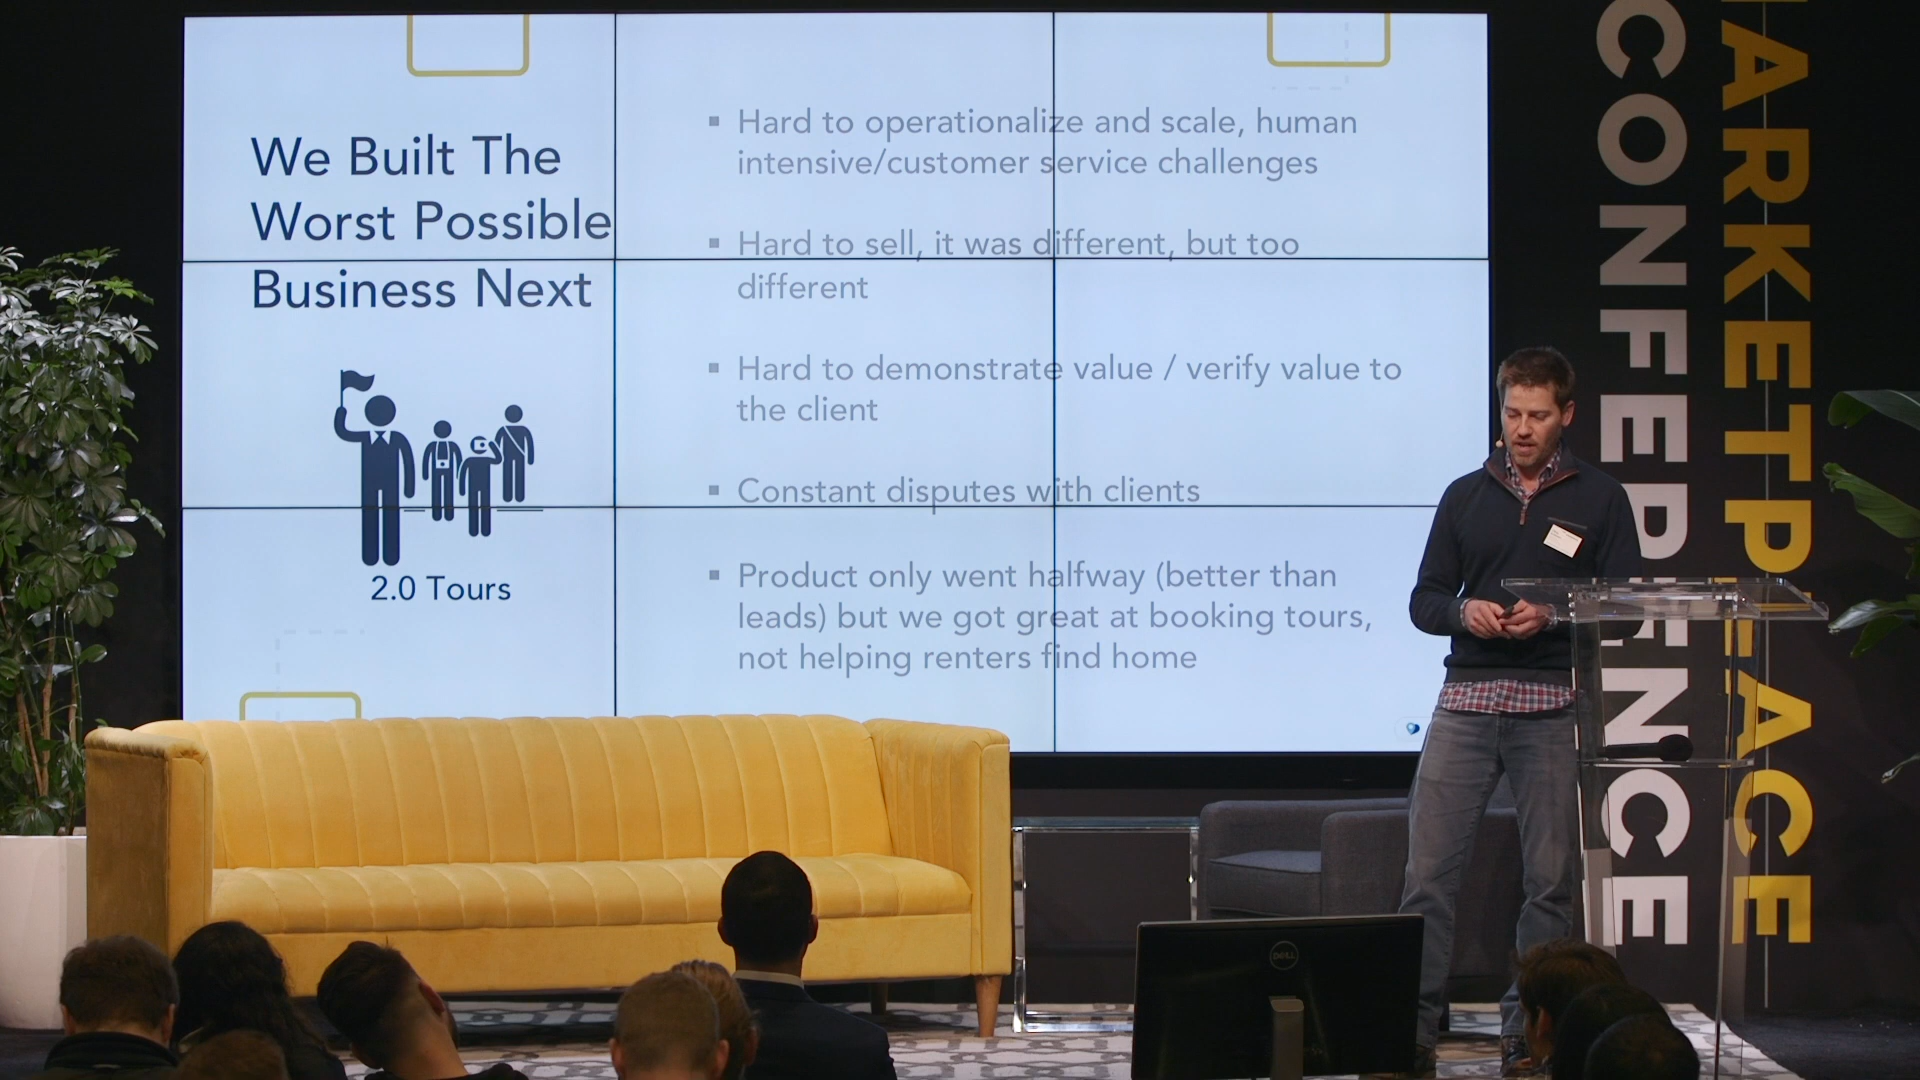 We Built The
Worst Possible
Business Next
2.0 Tours
▪ Hard to operationalize and scale, human
intensive/customer service challenges
▪ Hard to sell, it was different, but too
different
▪ Hard to demonstrate value / verify value to
the client
▪ Constant disputes with clients
▪ Product only went halfway (better than
leads) but we got great at booking tours,
not helping renters find home
MARKETPLACE
CONFERENCE
DELL